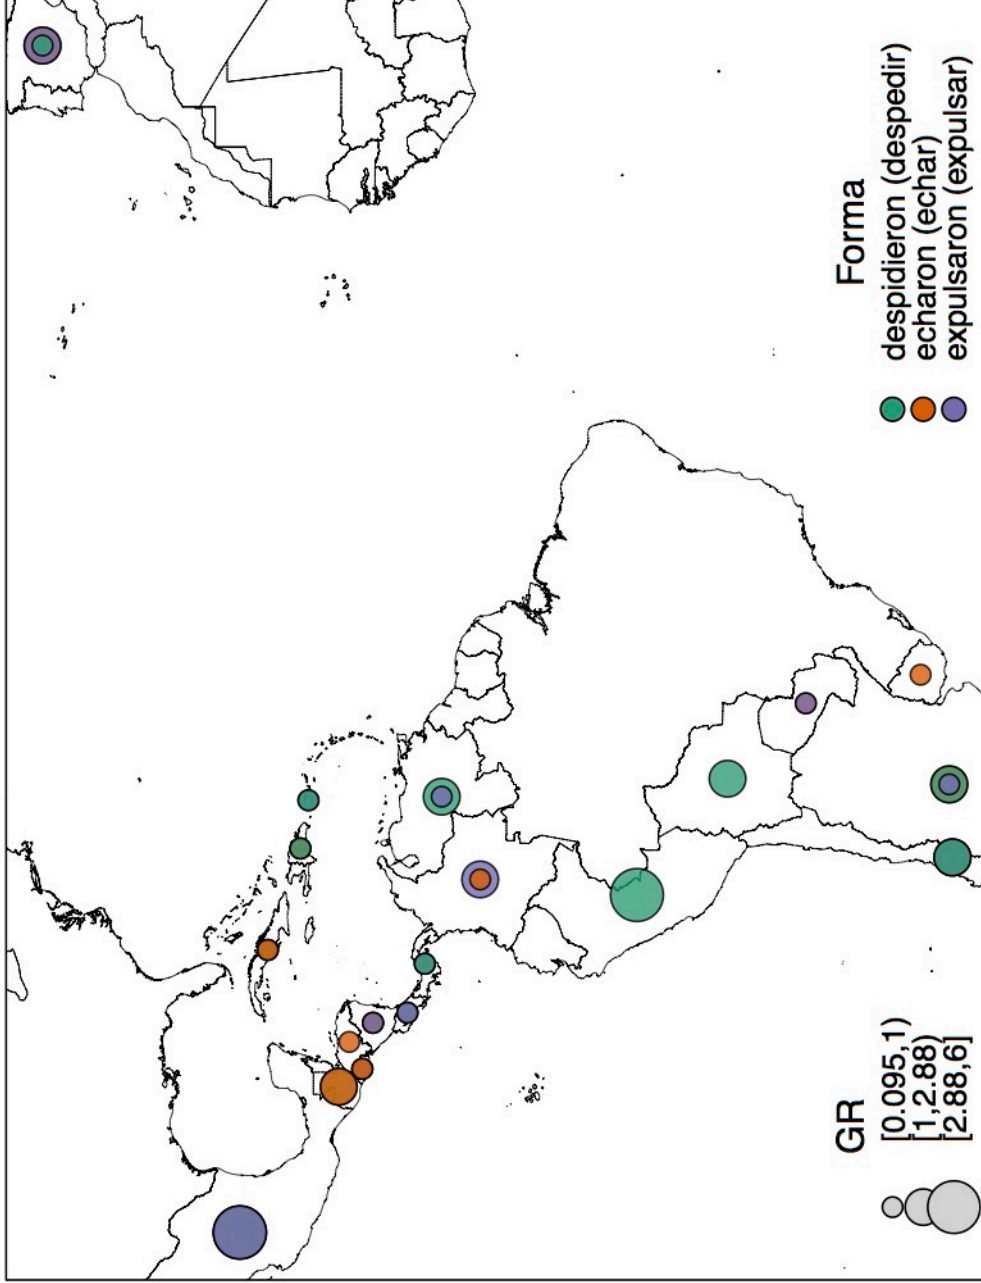 GR
[0.095,1)
[1,2.88)
[2.88,6]
Forma
despidieron (despedir)
echaron (echar)
expulsaron (expulsar)